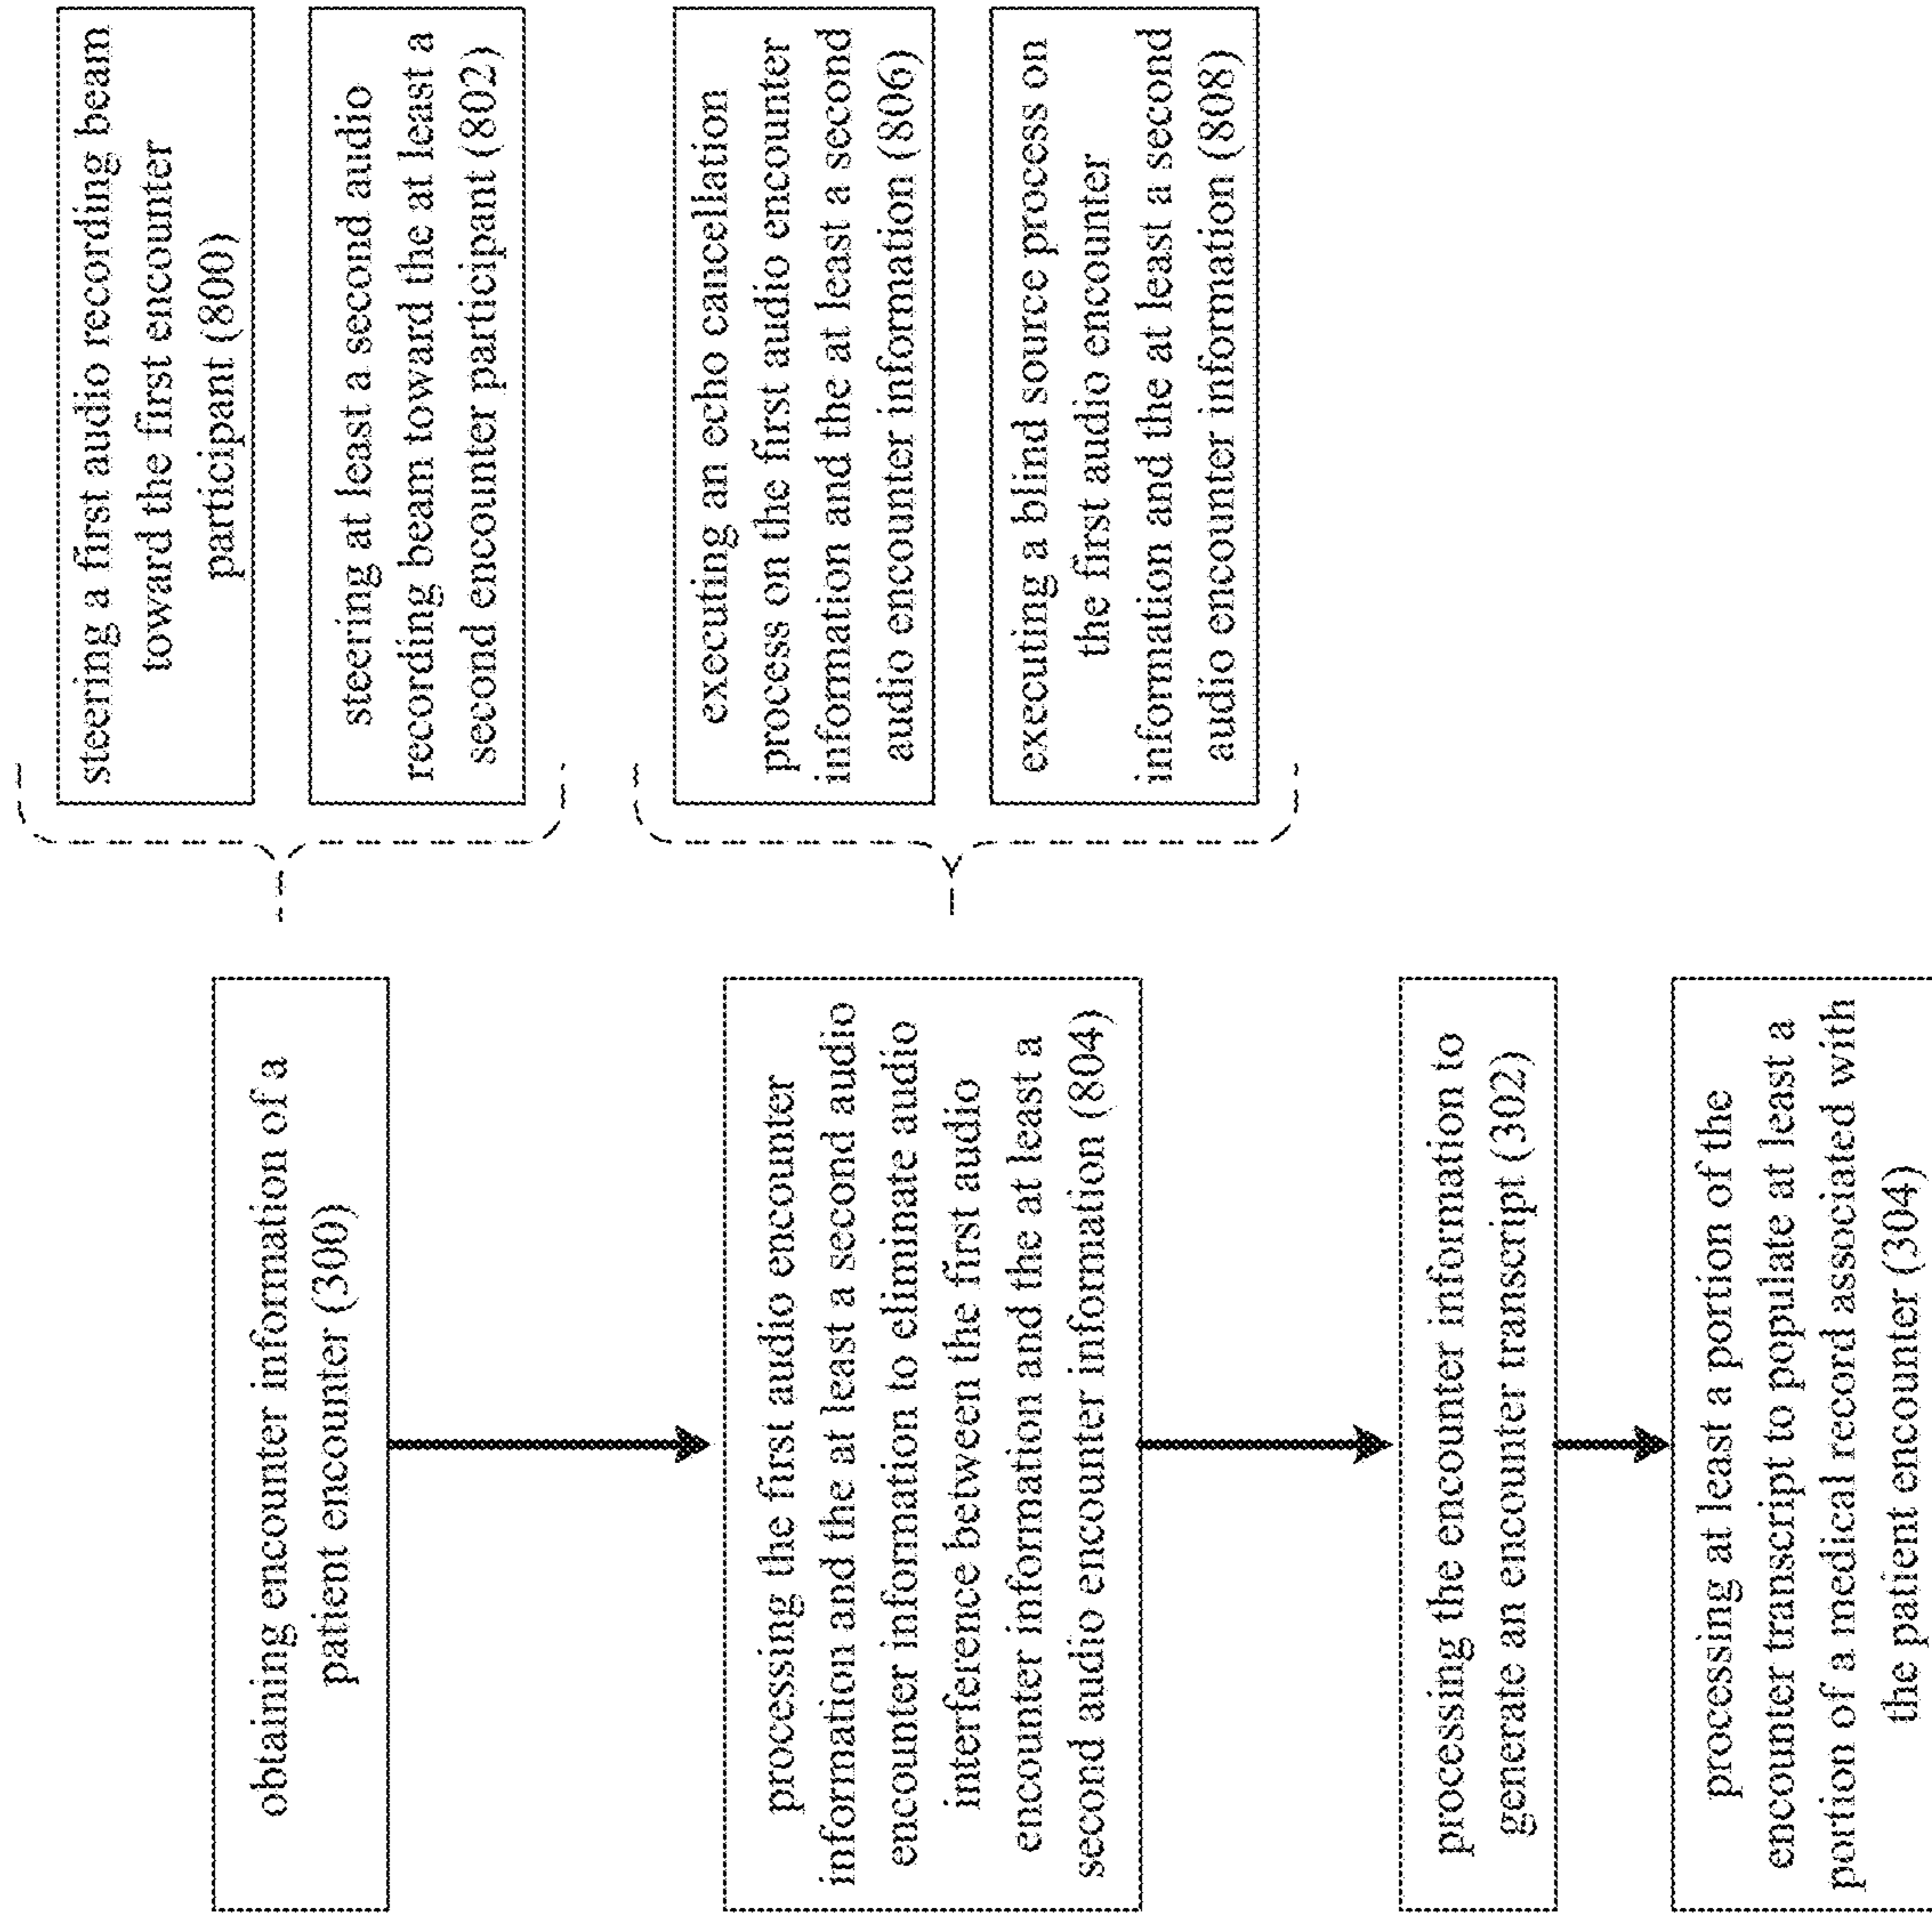 obtaining encounter information of a
patient encounter (300)
steering a first audio recording beam
toward the first encounter
participant (800)
steering at least a second audio
recording beam toward the at least a
second encounter participant (802)
processing the first audio encounter
information and the at least a second audio
encounter information to eliminate audio
interference between the first audio
encounter information and the at least a
second audio encounter information (804)
executing an echo cancellation
process on the first audio encounter
information and the at least a second
audio encounter information (806)
executing a blind source process on
the first audio encounter
information and the at least a second
audio encounter information (808)
processing the encounter information to
generate an encounter transcript (302)
processing at least a portion of the
encounter transcript to populate at least a
portion of a medical record associated with
the patient encounter (304)